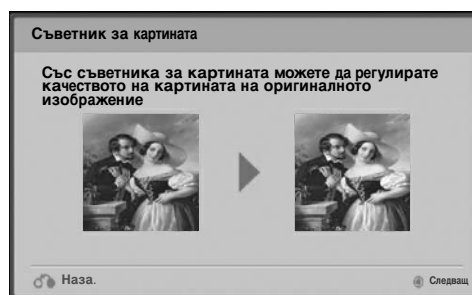 Съветник за картината
Със съветника за картината можете да регулирате
качеството на картината на оригиналното
изображение
Наза.
Следващ